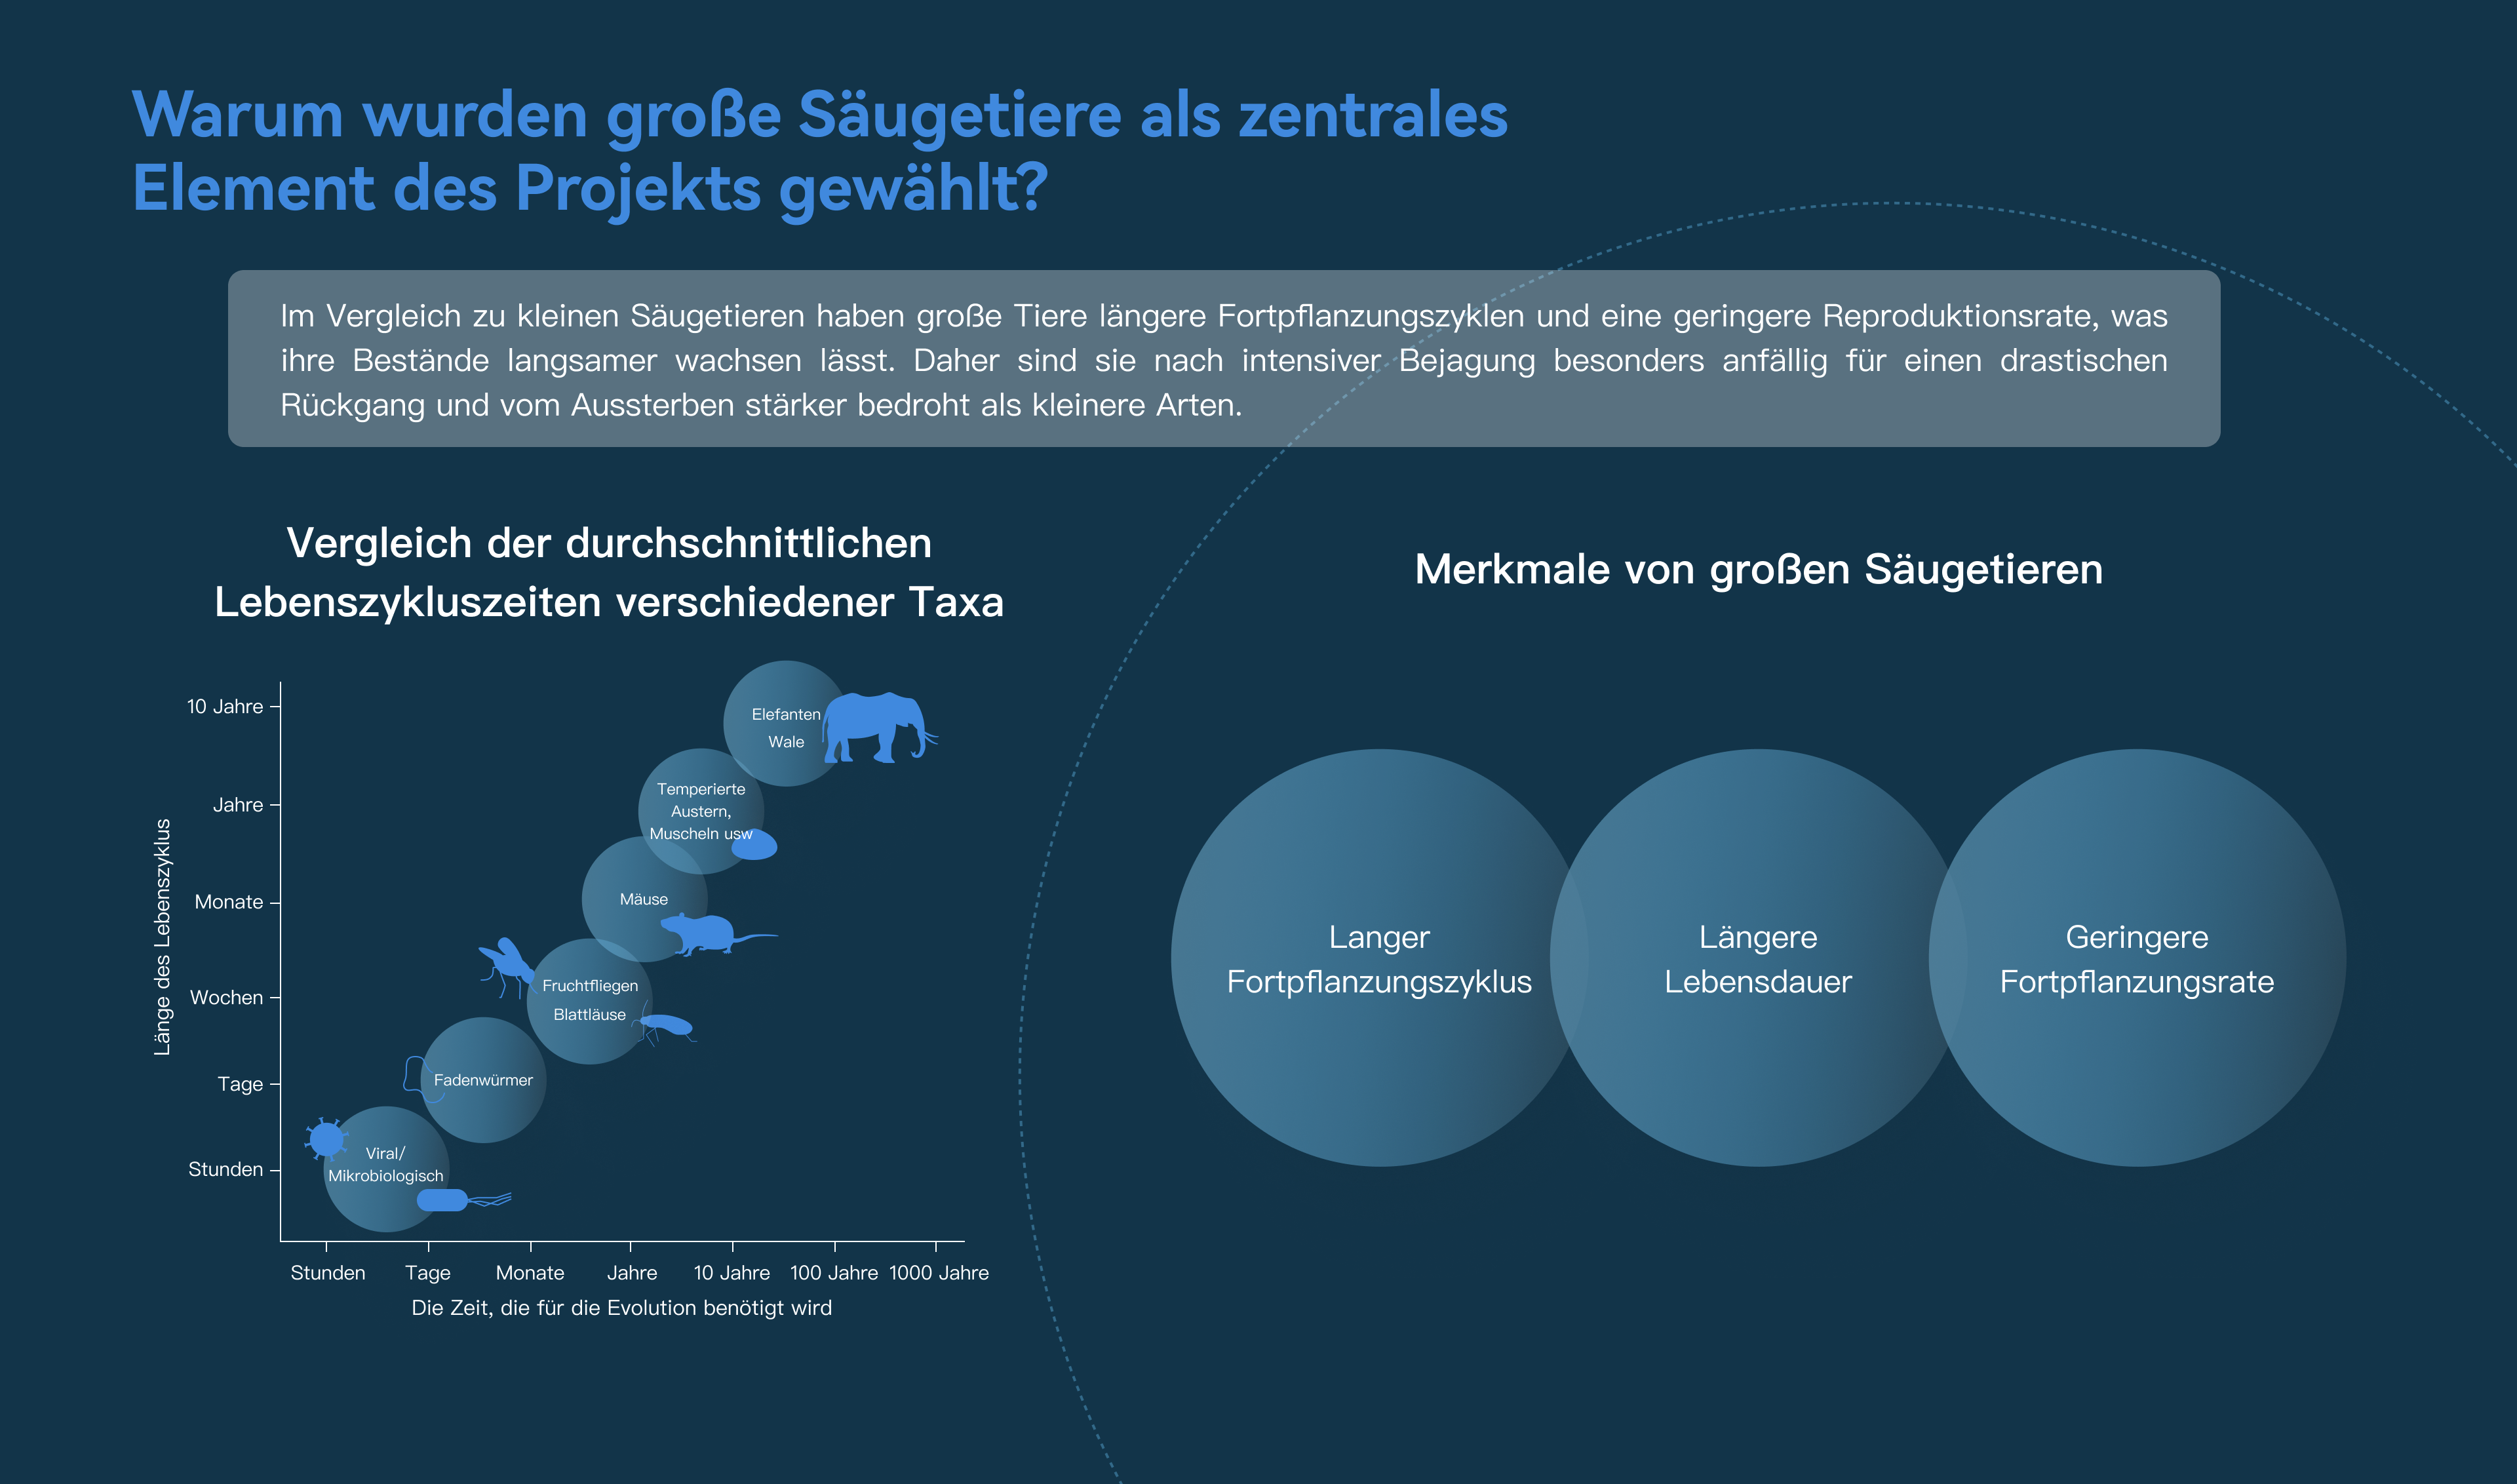 Warum wurden große Säugetiere als zentrales
Element des Projekts gewählt?
Im Vergleich zu kleinen Säugetieren haben große Tiere längere Fortpflanzungszyklen und eine geringere Reproduktionsrate, was
ihre Bestände langsamer wachsen lässt. Daher sind sie nach intensiver Bejagung besonders anfällig für einen drastischen
Rückgang und vom Aussterben stärker bedroht als kleinere Arten.
Vergleich der durchschnittlichen
Lebenszykluszeiten verschiedener Taxa
Länge des Lebenszyklus
10 Jahre
Jahre
Monate
Wochen
Tage
Stunden
Elefanten
Wale
Temperierte
Austern,
Muscheln usw
Mäuse
Fruchtfliegen
Blattläuse
Fadenwürmer
Viral/
Mikrobiologisch
Stunden
Tage
Monate
Jahre
10 Jahre
100 Jahre
1000 Jahre
Die Zeit, die für die Evolution benötigt wird
Merkmale von großen Säugetieren
Langer
Fortpflanzungszyklus
Längere
Lebensdauer
Geringere
Fortpflanzungsrate